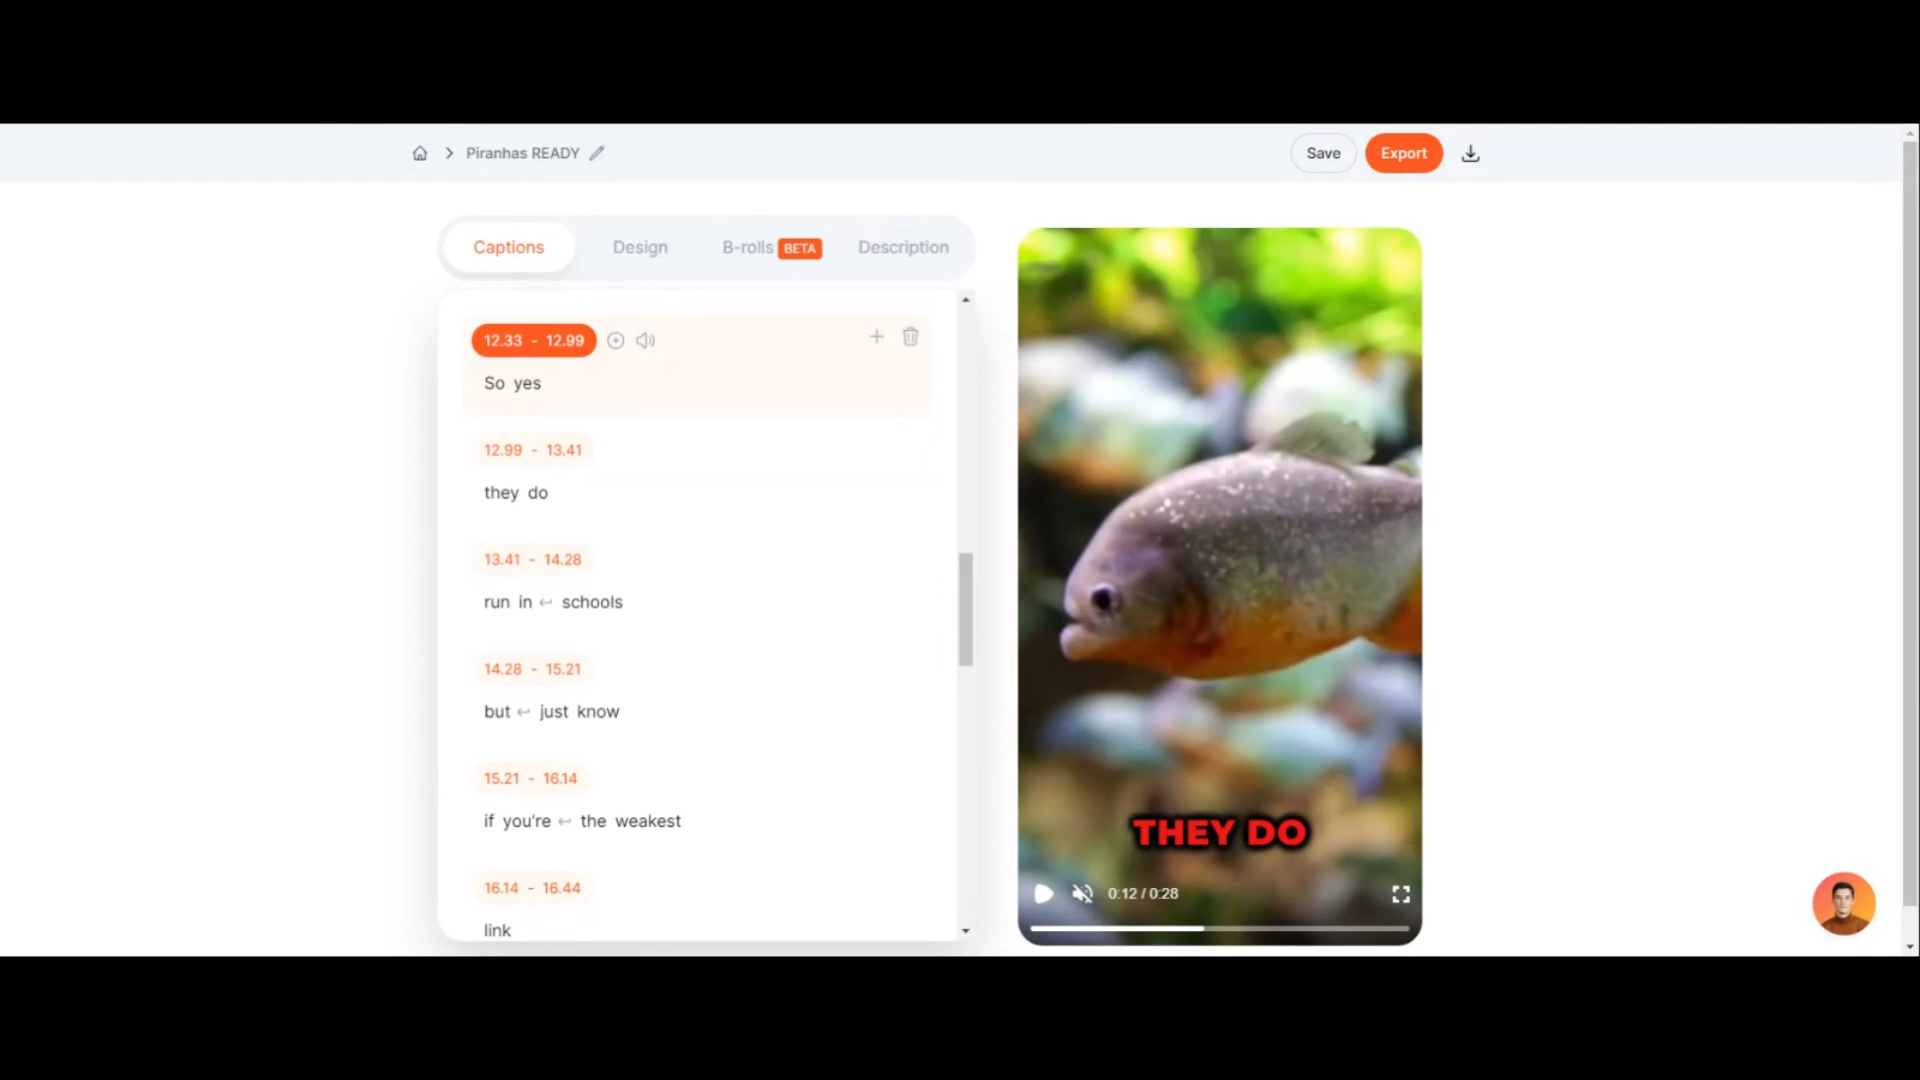 Piranhas READY
Save
Export
Captions
Design
B-rolls BETA
Description
12.33 - 12.99
So yes
12.99 - 13.41
they do
13.41 - 14.28
run in ↩ schools
14.28 - 15.21
but ↩ just know
15.21 - 16.14
if you're ↩ the weakest
16.14 - 16.44
link
THEY DO
0:12 / 0:28